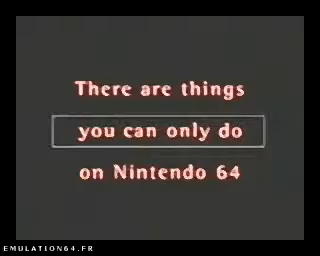 There are things
you can only do
on Nintendo 64
EMULATION64.FR